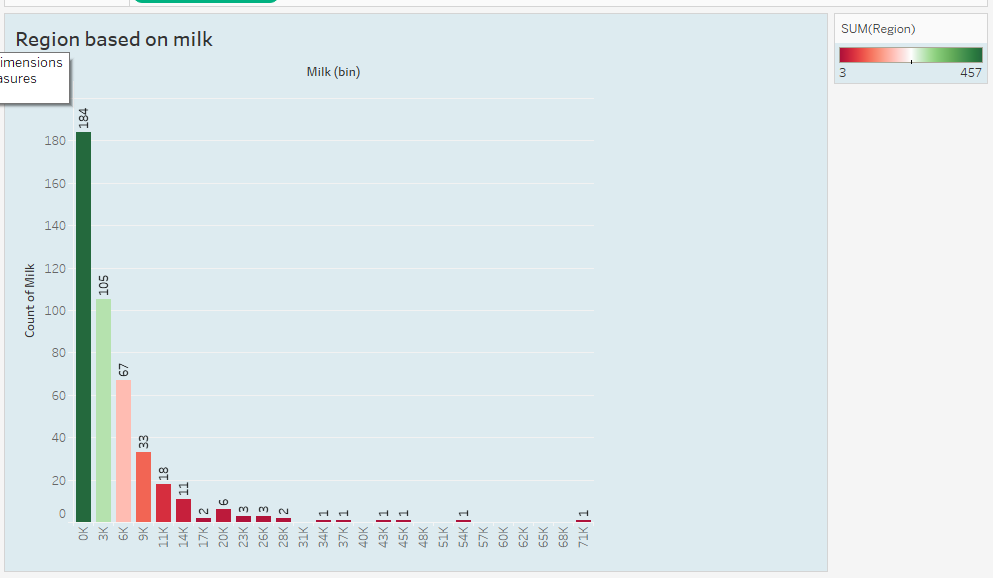 Region based on milk
SUM(Region)
3 457
imensions
asures
Milk (bin)
Count of Milk
180
160
140
120
100
80
60
40
20
0
184
105
67
33
18
11
2
6
3
3
2
1
1
1
1
1
1
0K
3K
6K
9K
11K
14K
17K
20K
23K
26K
28K
31K
34K
37K
40K
43K
45K
48K
51K
54K
57K
60K
62K
65K
68K
71K